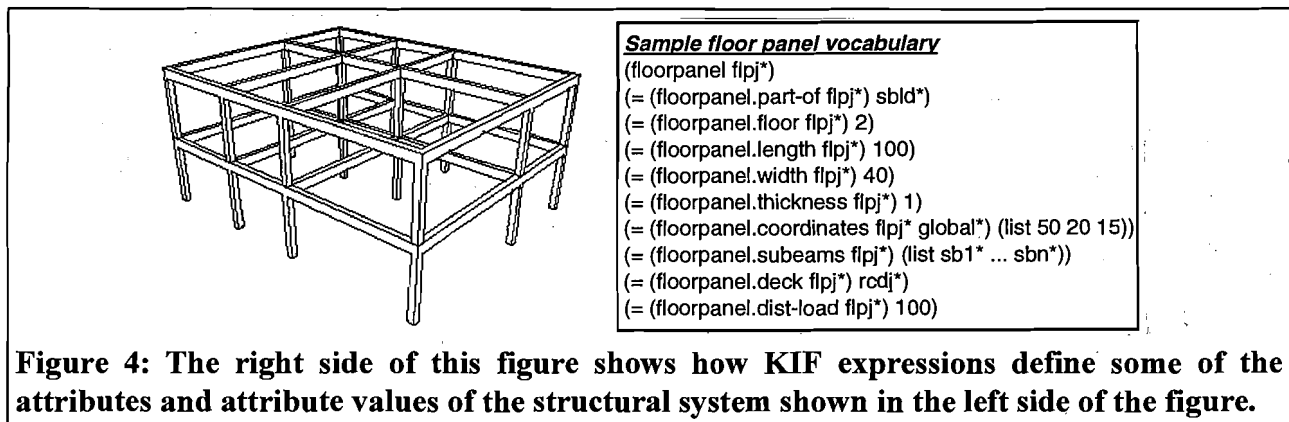 Sample floor panel vocabulary
(floorpanel flpj*)
(= (floorpanel.part-of flpj*) sbld*)
(= (floorpanel.floor flpj*) 2)
(= (floorpanel.length flpj*) 100)
(= (floorpanel.width flpj*) 40)
(= (floorpanel.thickness flpj*) 1)
(= (floorpanel.coordinates flpj* global*) (list 50 20 15))
(= (floorpanel.subeams flpj*) (list sb1* ... sbn*))
(= (floorpanel.deck flpj*) rcdj*)
(= (floorpanel.dist-load flpj*) 100)
Figure 4: The right side of this figure shows how KIF expressions define some of the
attributes and attribute values of the structural system shown in the left side of the figure.